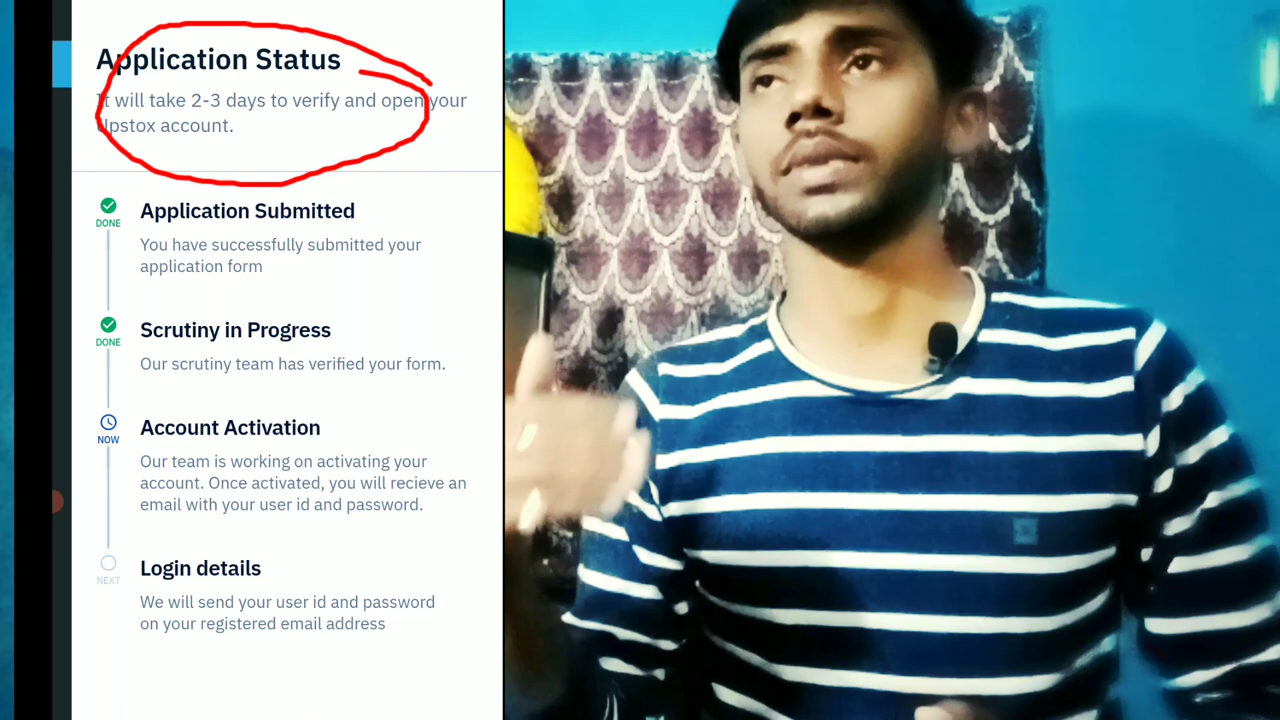 Application Status
It will take 2-3 days to verify and open your
Upstox account.
DONE
Application Submitted
You have successfully submitted your
application form
DONE
Scrutiny in Progress
Our scrutiny team has verified your form.
NOW
Account Activation
Our team is working on activating your
account. Once activated, you will recieve an
email with your user id and password.
NEXT
Login details
We will send your user id and password
on your registered email address